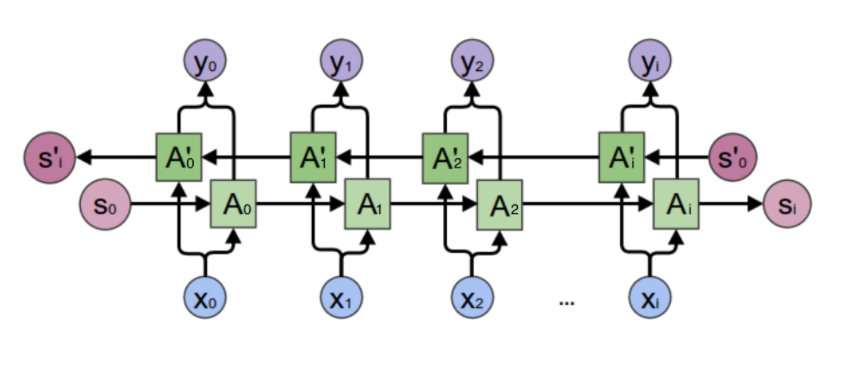 y₀ y₁ y₂ yᵢ
s'ᵢ A'₀ A'₁ A'₂ A'ᵢ s'₀
s₀ A₀ A₁ A₂ Aᵢ sᵢ
x₀ x₁ x₂ ... xᵢ